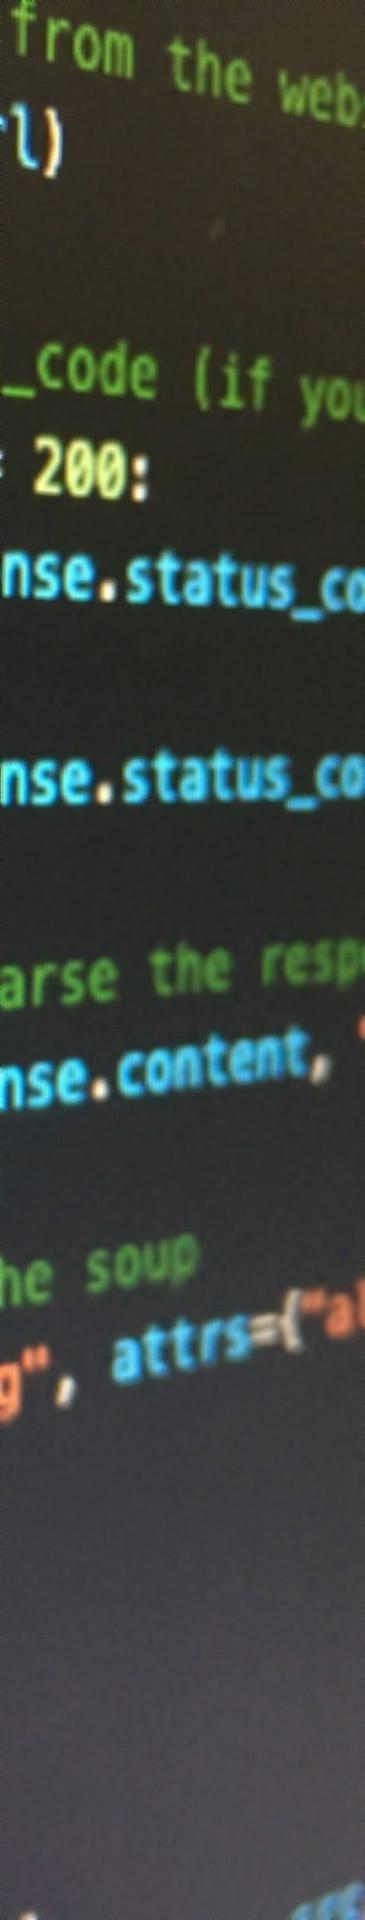 from the web
l)
_code (if you
= 200:
nse.status_co
nse.status_co
arse the resp
nse.content, "
he soup
g", attrs={"al